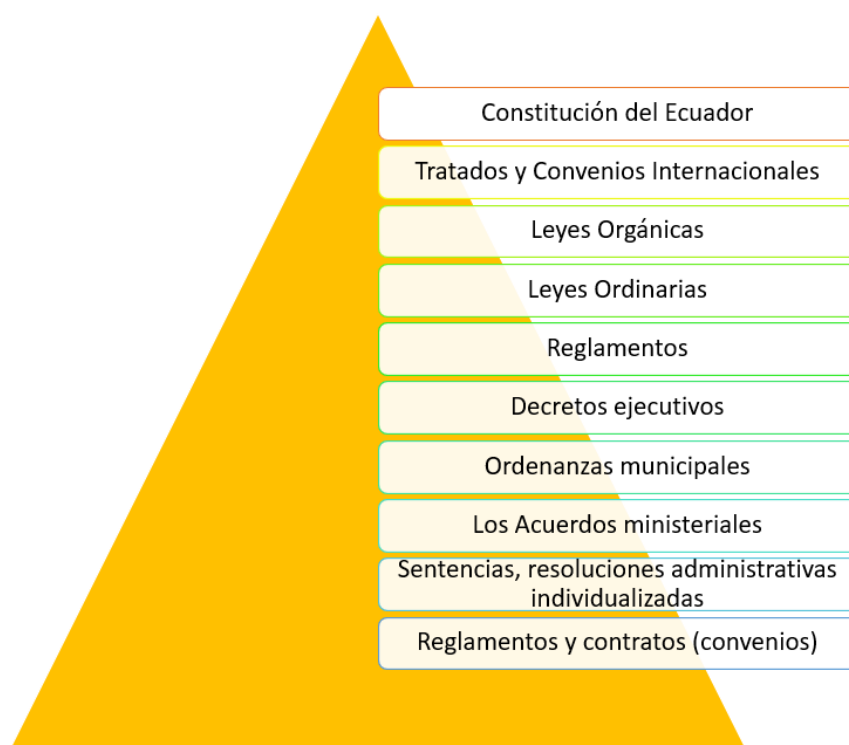 Constitución del Ecuador
Tratados y Convenios Internacionales
Leyes Orgánicas
Leyes Ordinarias
Reglamentos
Decretos ejecutivos
Ordenanzas municipales
Los Acuerdos ministeriales
Sentencias, resoluciones administrativas
individualizadas
Reglamentos y contratos (convenios)